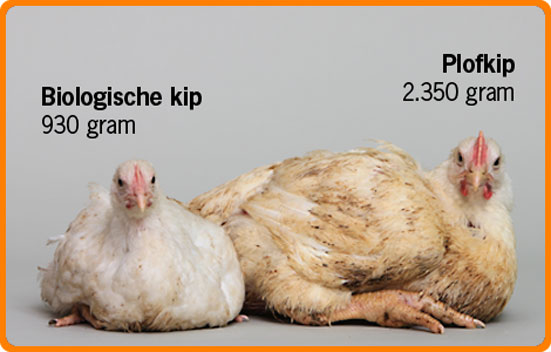 Biologische kip
930 gram
Plofkip
2.350 gram